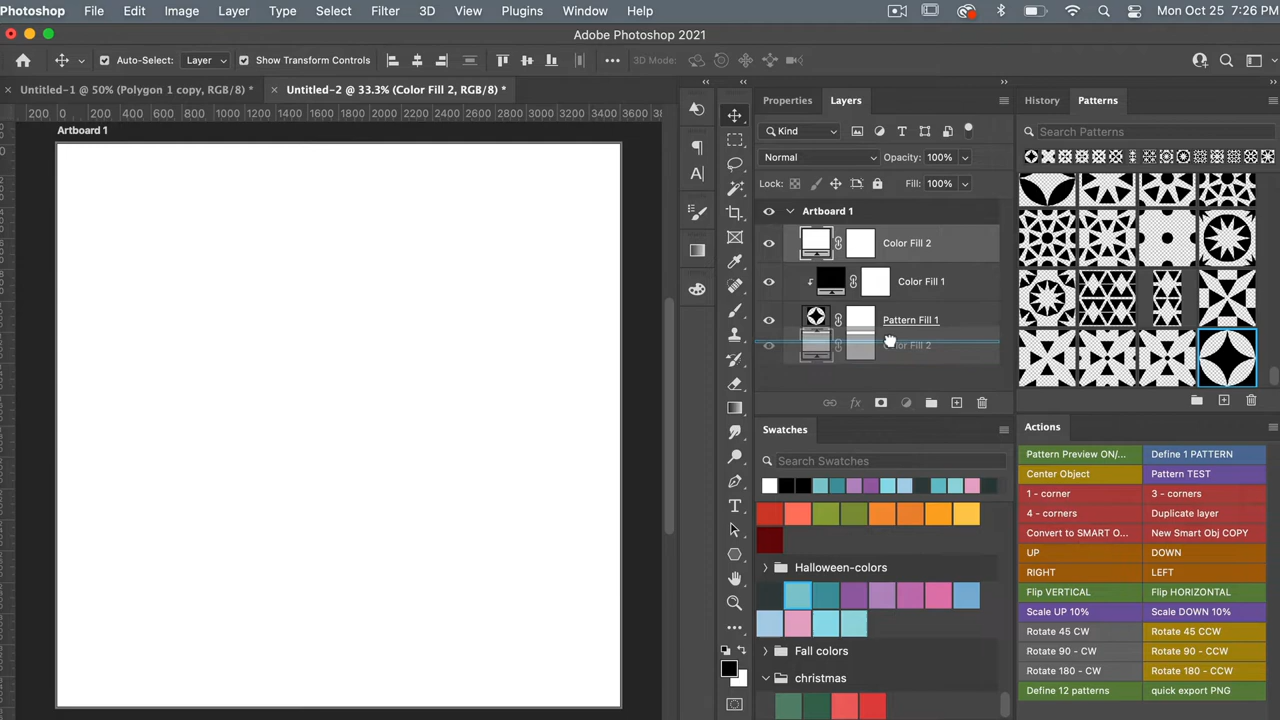 Photoshop File Edit Image Layer Type Select Filter 3D View Plugins Window Help Mon Oct 25 7:26 PM
Adobe Photoshop 2021
Auto-Select: Layer Show Transform Controls 3D Mode:
Untitled-1 @ 50% (Polygon 1 copy, RGB/8) * Untitled-2 @ 33.3% (Color Fill 2, RGB/8) *
200 0 200 400 600 800 1000 1200 1400 1600 1800 2000 2200 2400 2600 2800 3000 3200 3400 3600
Artboard 1
Properties Layers
Kind
Normal Opacity: 100%
Lock: Fill: 100%
Artboard 1
Color Fill 2
Color Fill 1
Pattern Fill 1
Fill 2
fx
Swatches
Search Swatches
Halloween-colors
Fall colors
christmas
History Patterns
Search Patterns
Actions
Pattern Preview ON/... Define 1 PATTERN
Center Object Pattern TEST
1 - corner 3 - corners
4 - corners Duplicate layer
Convert to SMART O... New Smart Obj COPY
UP DOWN
RIGHT LEFT
Flip VERTICAL Flip HORIZONTAL
Scale UP 10% Scale DOWN 10%
Rotate 45 CW Rotate 45 CCW
Rotate 90 - CW Rotate 90 - CCW
Rotate 180 - CW Rotate 180 - CCW
Define 12 patterns quick export PNG